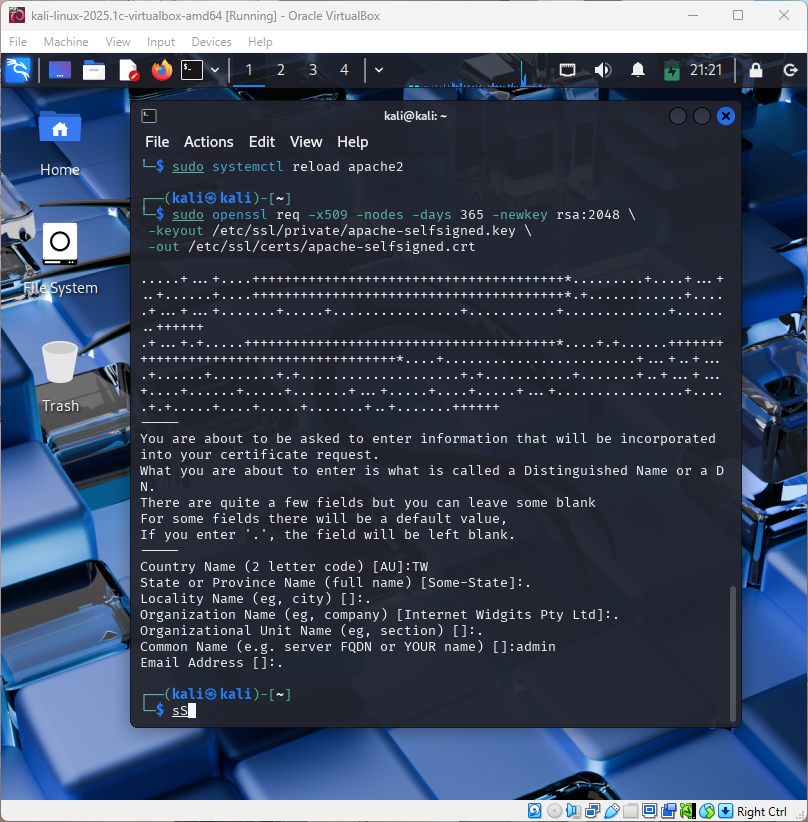 kali-linux-2025.1c-virtualbox-amd64 [Running] - Oracle VirtualBox
File Machine View Input Devices Help
1 2 3 4 21:21
kali@kali: ~
File Actions Edit View Help
Home
File System
Trash
└─$ sudo systemctl reload apache2
┌──(kali㉿kali)-[~]
└─$ sudo openssl req -x509 -nodes -days 365 -newkey rsa:2048 \
-keyout /etc/ssl/private/apache-selfsigned.key \
-out /etc/ssl/certs/apache-selfsigned.crt
-----
You are about to be asked to enter information that will be incorporated
into your certificate request.
What you are about to enter is what is called a Distinguished Name or a D
N.
There are quite a few fields but you can leave some blank
For some fields there will be a default value,
If you enter '.', the field will be left blank.
-----
Country Name (2 letter code) [AU]:TW
State or Province Name (full name) [Some-State]:.
Locality Name (eg, city) []:.
Organization Name (eg, company) [Internet Widgits Pty Ltd]:.
Organizational Unit Name (eg, section) []:.
Common Name (e.g. server FQDN or YOUR name) []:admin
Email Address []:.
┌──(kali㉿kali)-[~]
└─$ sS
Right Ctrl